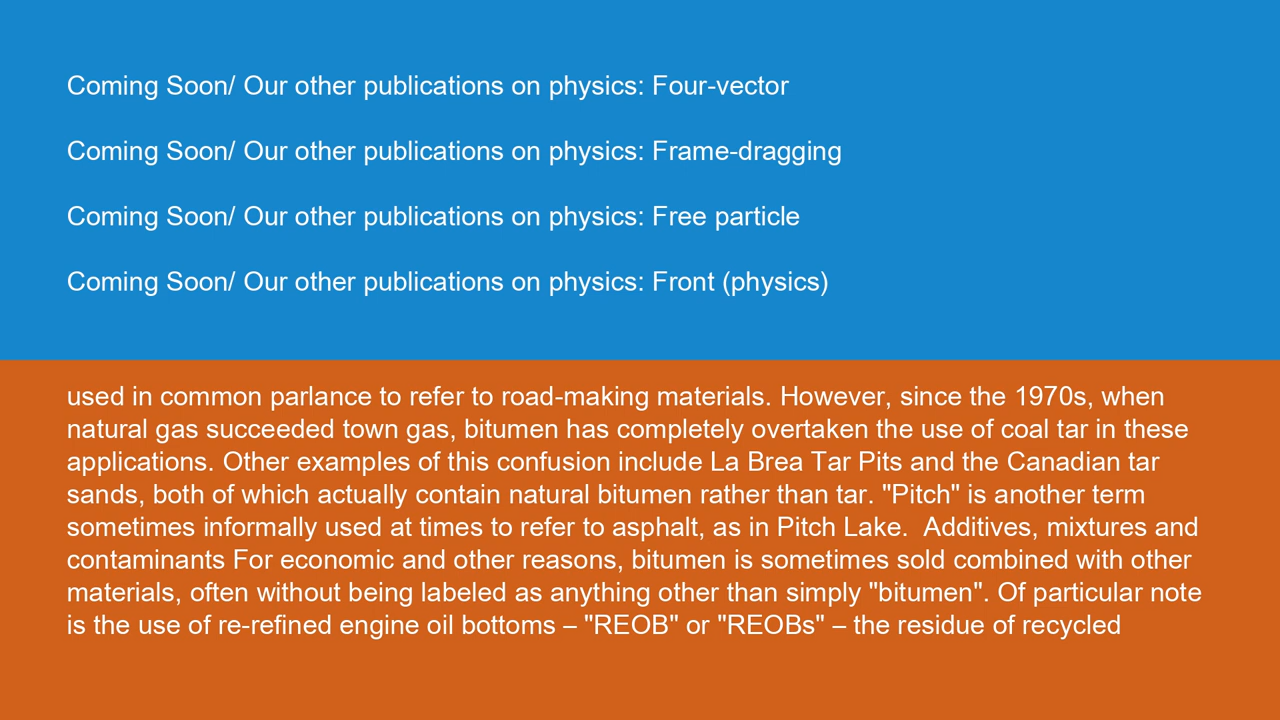 Coming Soon/ Our other publications on physics: Four-vector
Coming Soon/ Our other publications on physics: Frame-dragging
Coming Soon/ Our other publications on physics: Free particle
Coming Soon/ Our other publications on physics: Front (physics)
used in common parlance to refer to road-making materials. However, since the 1970s, when
natural gas succeeded town gas, bitumen has completely overtaken the use of coal tar in these
applications. Other examples of this confusion include La Brea Tar Pits and the Canadian tar
sands, both of which actually contain natural bitumen rather than tar. "Pitch" is another term
sometimes informally used at times to refer to asphalt, as in Pitch Lake.  Additives, mixtures and
contaminants For economic and other reasons, bitumen is sometimes sold combined with other
materials, often without being labeled as anything other than simply "bitumen". Of particular note
is the use of re-refined engine oil bottoms – "REOB" or "REOBs" – the residue of recycled